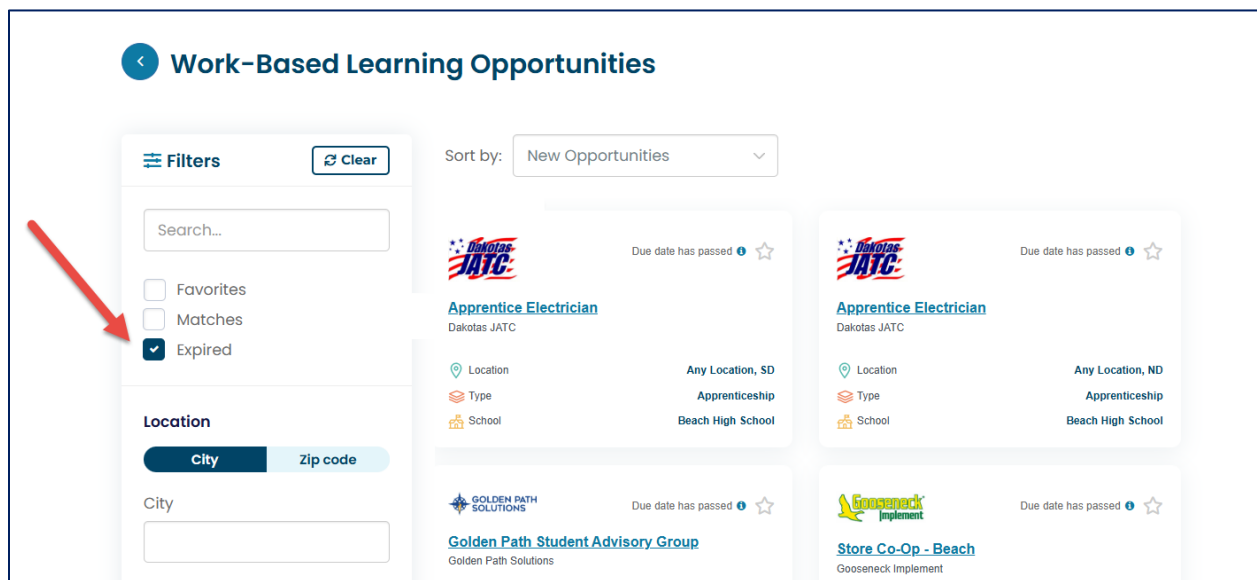 Work-Based Learning Opportunities
Filters
Clear
Sort by:
New Opportunities
Search...
Favorites
Matches
Expired
Location
City
Zip code
City
Dakotas
JATC
Due date has passed
Apprentice Electrician
Dakotas JATC
Location
Any Location, SD
Type
Apprenticeship
School
Beach High School
Dakotas
JATC
Due date has passed
Apprentice Electrician
Dakotas JATC
Location
Any Location, ND
Type
Apprenticeship
School
Beach High School
GOLDEN PATH
SOLUTIONS
Due date has passed
Golden Path Student Advisory Group
Golden Path Solutions
Gooseneck
Implement
Due date has passed
Store Co-Op - Beach
Gooseneck Implement